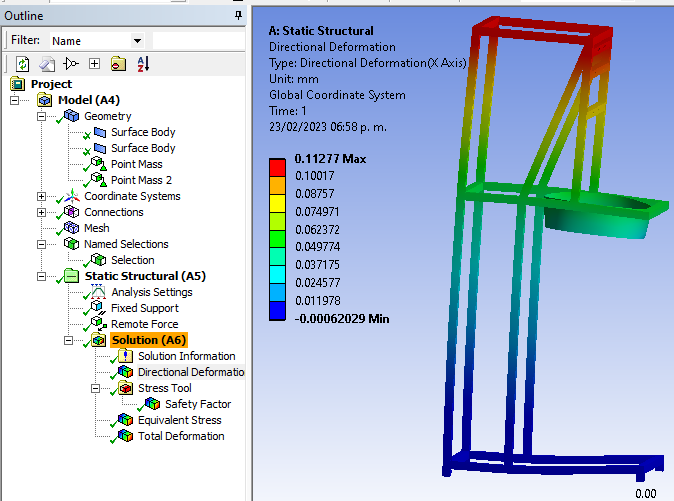 Outline
Filter: Name
Project
Model (A4)
Geometry
Surface Body
Surface Body
Point Mass
Point Mass 2
Coordinate Systems
Connections
Mesh
Named Selections
Selection
Static Structural (A5)
Analysis Settings
Fixed Support
Remote Force
Solution (A6)
Solution Information
Directional Deformatio
Stress Tool
Safety Factor
Equivalent Stress
Total Deformation
A: Static Structural
Directional Deformation
Type: Directional Deformation(X Axis)
Unit: mm
Global Coordinate System
Time: 1
23/02/2023 06:58 p. m.
0.11277 Max
0.10017
0.08757
0.074971
0.062372
0.049774
0.037175
0.024577
0.011978
-0.00062029 Min
0.00